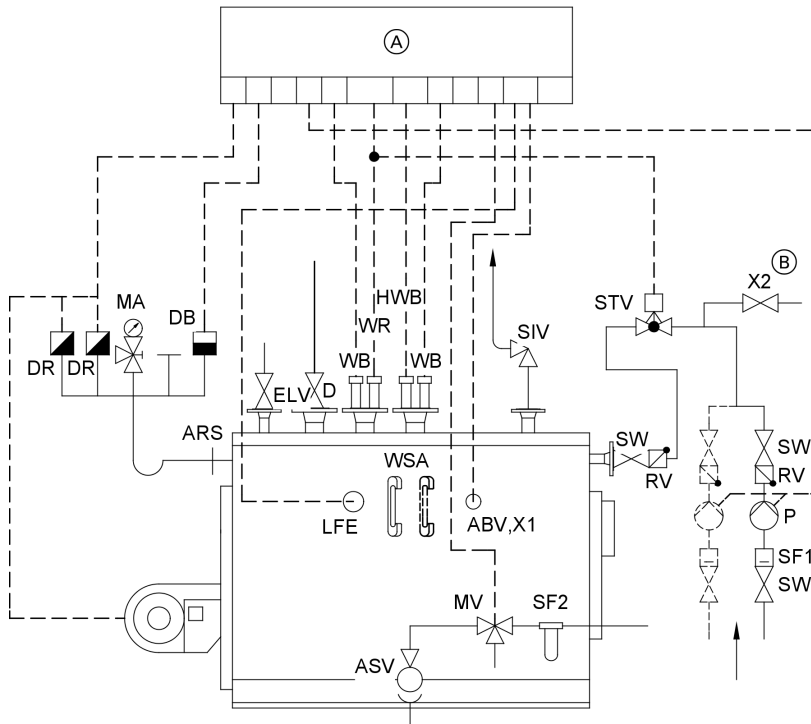 A
B
X2
MA
DB
STV
HWB
SIV
WR
DR
DR
WB
WB
ELV
D
ARS
SW
SW
WSA
RV
RV
LFE
ABV,X1
P
SF1
MV
SF2
SW
ASV